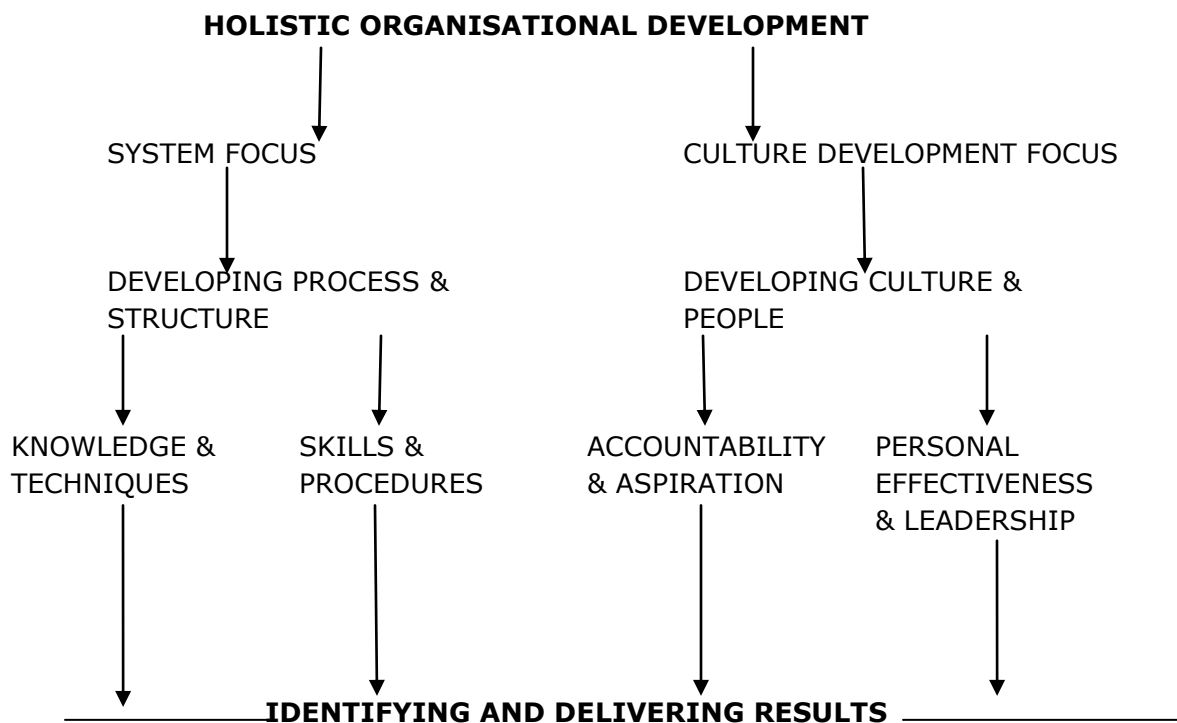 HOLISTIC ORGANISATIONAL DEVELOPMENT
SYSTEM FOCUS
CULTURE DEVELOPMENT FOCUS
DEVELOPING PROCESS &
STRUCTURE
DEVELOPING CULTURE &
PEOPLE
KNOWLEDGE &
TECHNIQUES
SKILLS &
PROCEDURES
ACCOUNTABILITY
& ASPIRATION
PERSONAL
EFFECTIVENESS
& LEADERSHIP
IDENTIFYING AND DELIVERING RESULTS